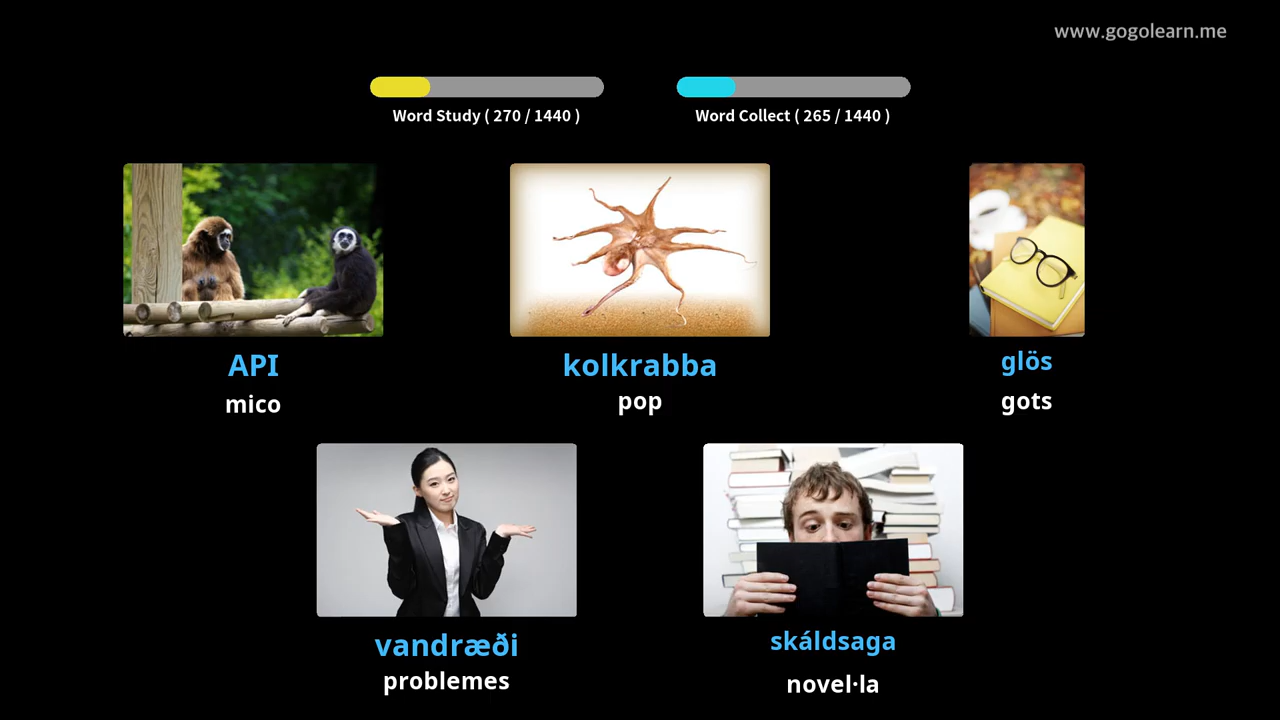 www.gogolearn.me
Word Study ( 270 / 1440 )
Word Collect ( 265 / 1440 )
API
mico
kolkrabba
pop
glös
gots
vandræði
problemes
skáldsaga
novel·la